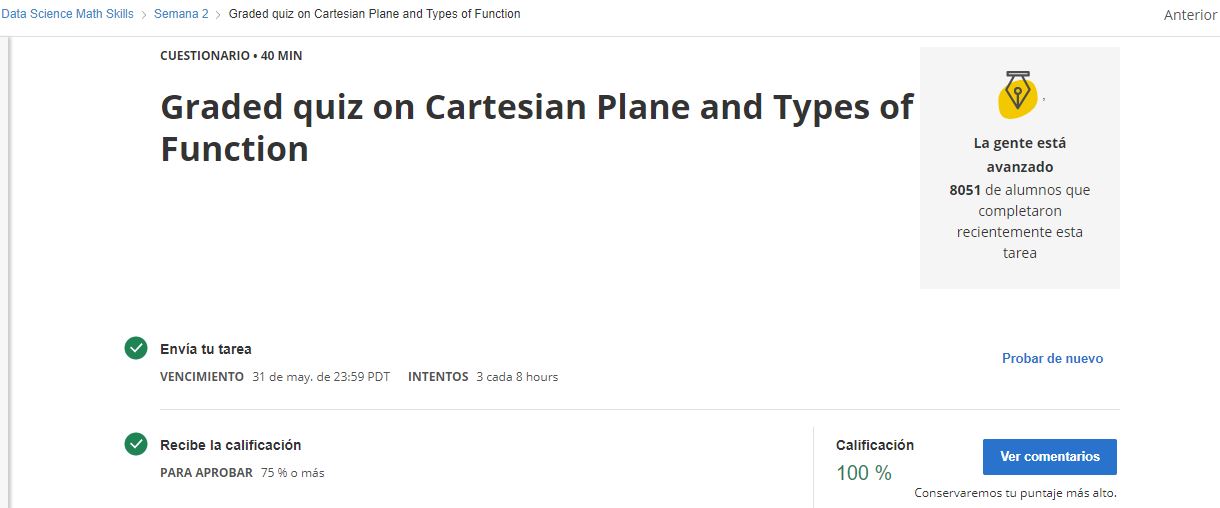 Data Science Math Skills > Semana 2 > Graded quiz on Cartesian Plane and Types of Function
Anterior
CUESTIONARIO • 40 MIN
Graded quiz on Cartesian Plane and Types of
Function
La gente está
avanzado
8051 de alumnos que
completaron
recientemente esta
tarea
Envía tu tarea
Probar de nuevo
VENCIMIENTO 31 de may. de 23:59 PDT INTENTOS 3 cada 8 hours
Recibe la calificación
PARA APROBAR 75 % o más
Calificación
100 %
Ver comentarios
Conservaremos tu puntaje más alto.